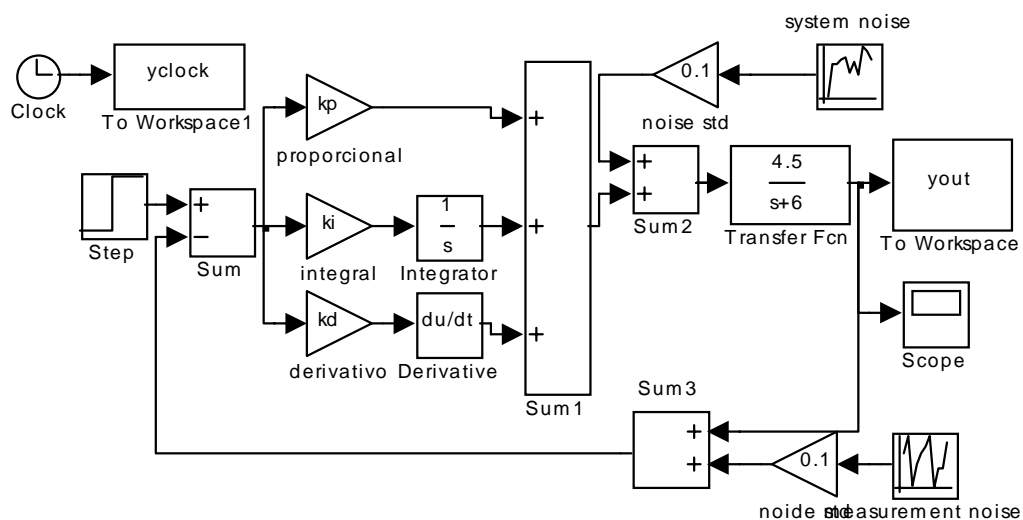 system noise
yclock
0.1
Clock
To Workspace1
kp
+
noise std
proporcional
+
4.5
s+6
yout
+
+
Step
−
ki
1
s
+
Sum2
Transfer Fcn
To Workspace
Sum
integral
Integrator
kd
du/dt
+
derivativo
Derivative
Scope
Sum1
Sum3
+
+
0.1
noide std
measurement noise